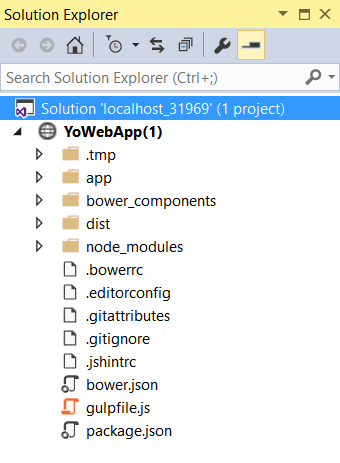 Solution Explorer
Search Solution Explorer (Ctrl+;)
Solution 'localhost_31969' (1 project)
YoWebApp(1)
.tmp
app
bower_components
dist
node_modules
.bowerrc
.editorconfig
.gitattributes
.gitignore
.jshintrc
bower.json
gulpfile.js
package.json